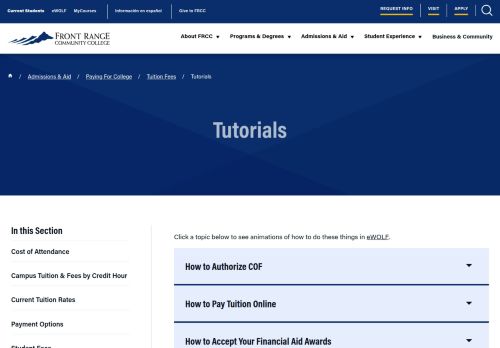 Current Students eWOLF MyCourses Información en español Give to FRCC REQUEST INFO VISIT APPLY
FRONT RANGE
COMMUNITY COLLEGE
About FRCC Programs & Degrees Admissions & Aid Student Experience Business & Community
/ Admissions & Aid / Paying For College / Tuition Fees / Tutorials
Tutorials
In this Section
Cost of Attendance
Campus Tuition & Fees by Credit Hour
Current Tuition Rates
Payment Options
Student Fees
Click a topic below to see animations of how to do these things in eWOLF.
How to Authorize COF
How to Pay Tuition Online
How to Accept Your Financial Aid Awards